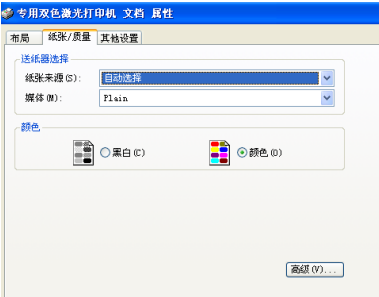 专用双色激光打印机 文档 属性
布局 纸张/质量 其他设置
送纸器选择
纸张来源(S): 自动选择
媒体(M): Plain
颜色
黑白(C) 颜色(O)
高级(V)...